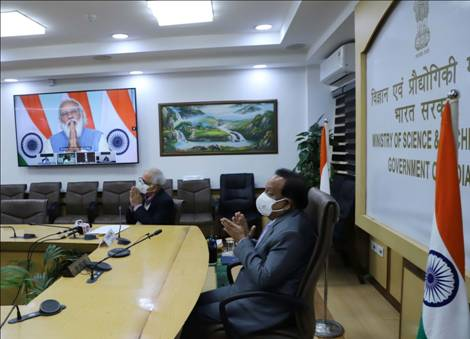 विज्ञान एवं प्रौद्योगिकी
भारत
MINISTRY OF SCIENCE &
GOVERNMENT OF